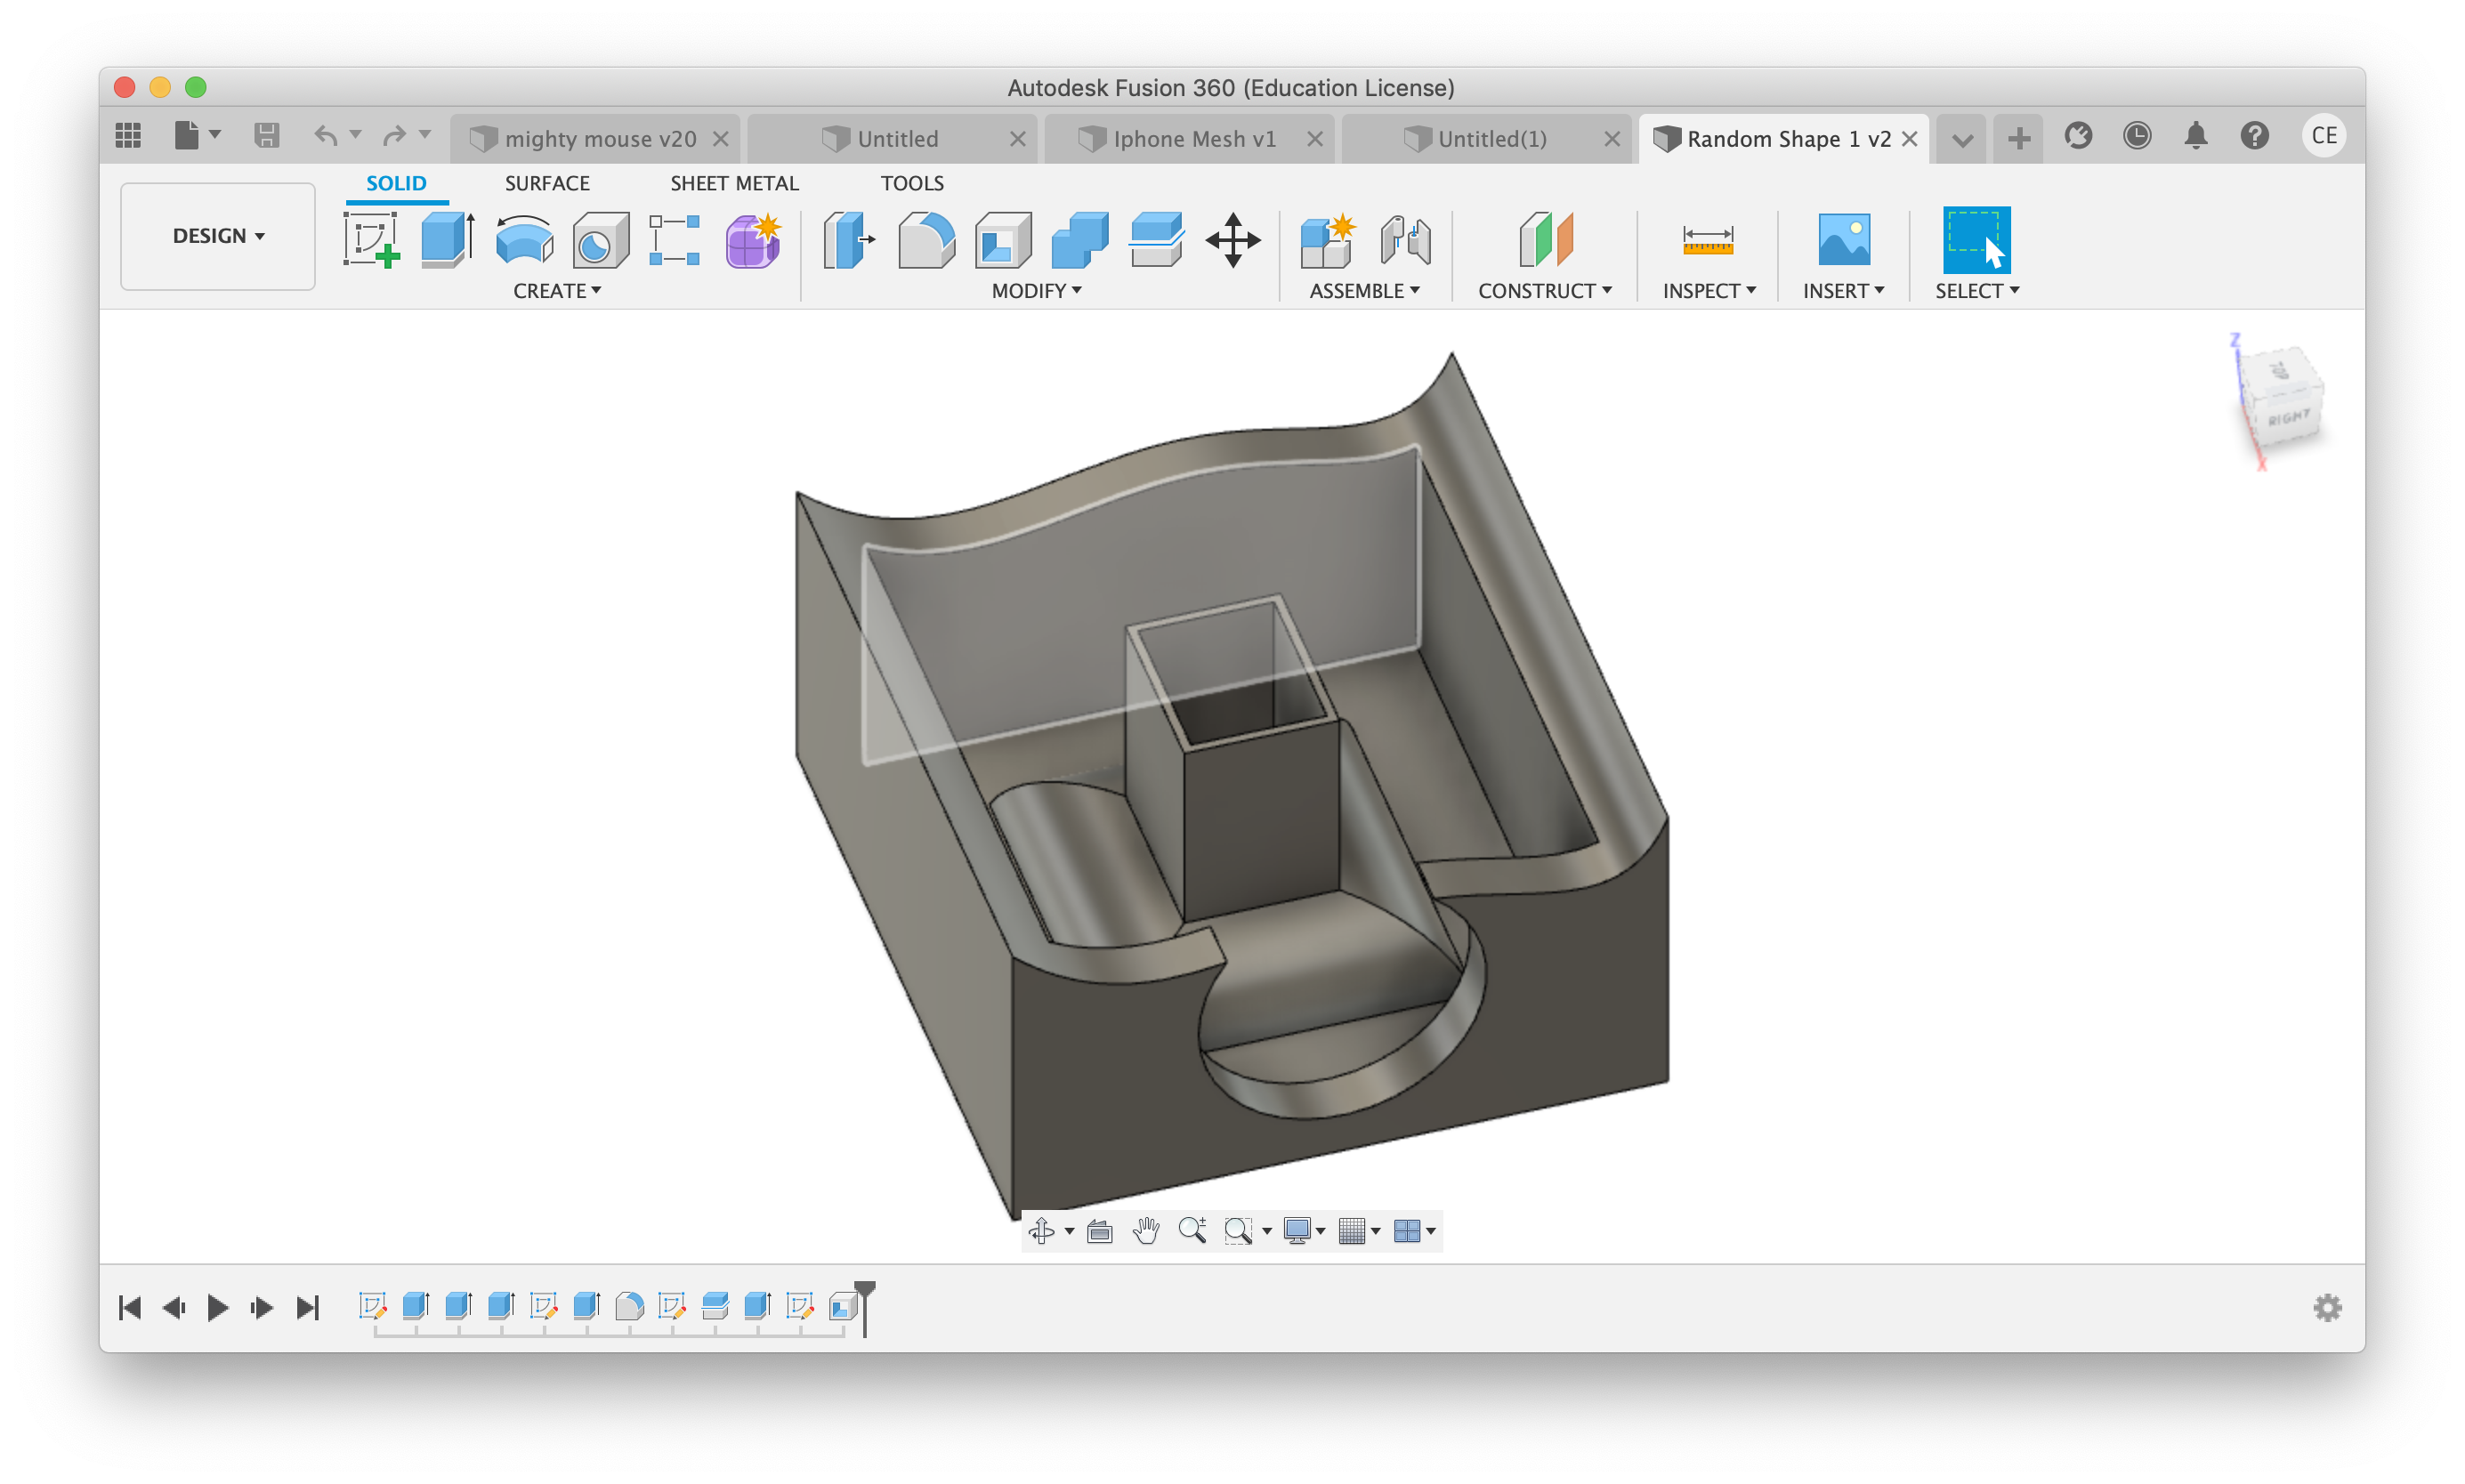 Autodesk Fusion 360 (Education License)
mighty mouse v20
Untitled
Iphone Mesh v1
Untitled(1)
Random Shape 1 v2
CE
DESIGN
SOLID
SURFACE
SHEET METAL
TOOLS
CREATE
MODIFY
ASSEMBLE
CONSTRUCT
INSPECT
INSERT
SELECT
Z
TOP
RIGHT
X